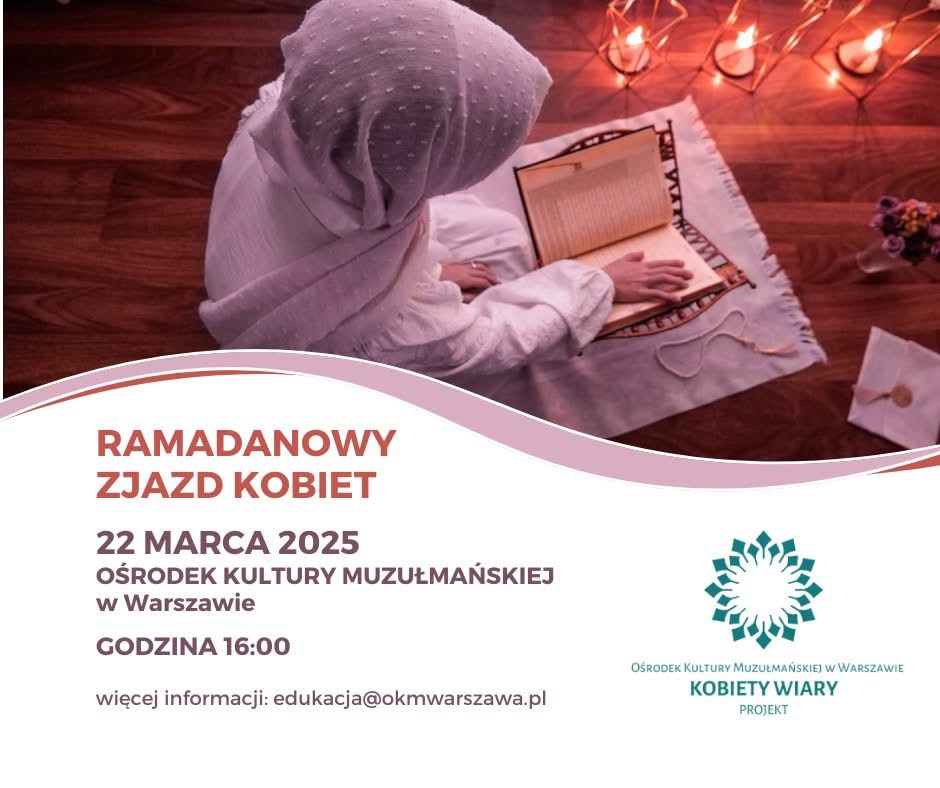 RAMADANOWY
ZJAZD KOBIET
22 MARCA 2025
OŚRODEK KULTURY MUZUŁMAŃSKIEJ
w Warszawie
GODZINA 16:00
więcej informacji: edukacja@okmwarszawa.pl
Ośrodek Kultury Muzułmańskiej w Warszawie
KOBIETY WIARY
PROJEKT